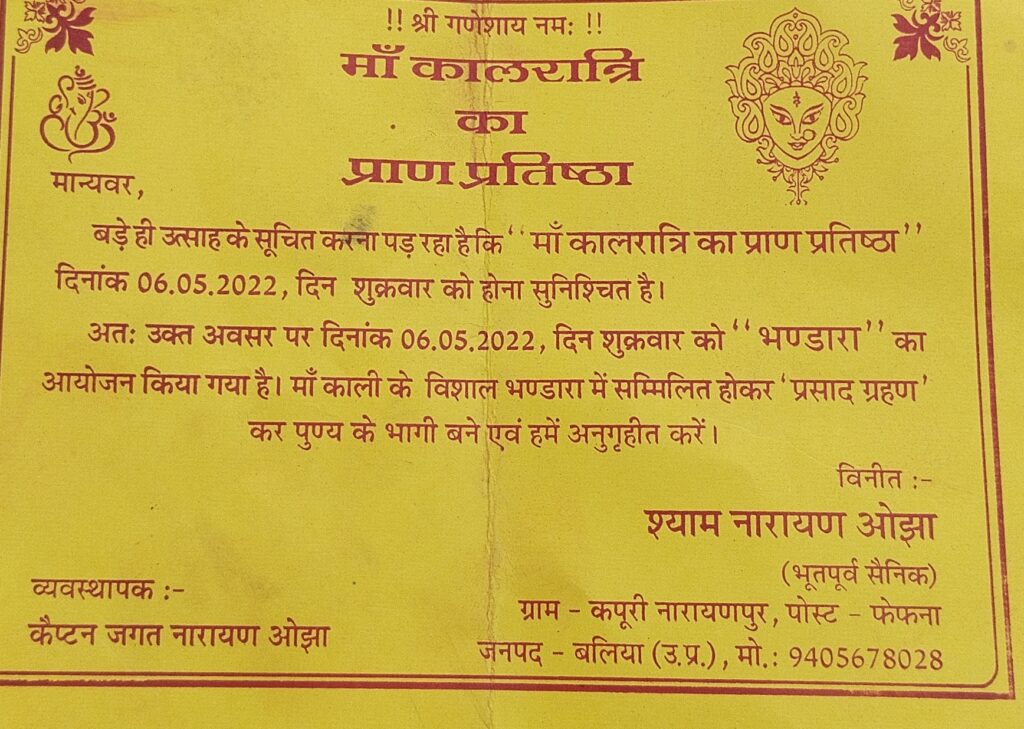 !! श्री गणेशाय नमः !!
माँ कालरात्रि
का
प्राण प्रतिष्ठा
मान्यवर,
बड़े ही उत्साह के सूचित करना पड़ रहा है कि ‘‘माँ कालरात्रि का प्राण प्रतिष्ठा’’
दिनांक 06.05.2022, दिन शुक्रवार को होना सुनिश्चित है।
अतः उक्त अवसर पर दिनांक 06.05.2022, दिन शुक्रवार को ‘‘भण्डारा’’ का
आयोजन किया गया है। माँ काली के विशाल भण्डारा में सम्मिलित होकर ‘प्रसाद ग्रहण’
कर पुण्य के भागी बने एवं हमें अनुगृहीत करें।
विनीत :-
श्याम नारायण ओझा
(भूतपूर्व सैनिक)
ग्राम - कपूरी नारायणपुर, पोस्ट - फेफना
जनपद - बलिया (उ.प्र.), मो.: 9405678028
व्यवस्थापक :-
कैप्टन जगत नारायण ओझा